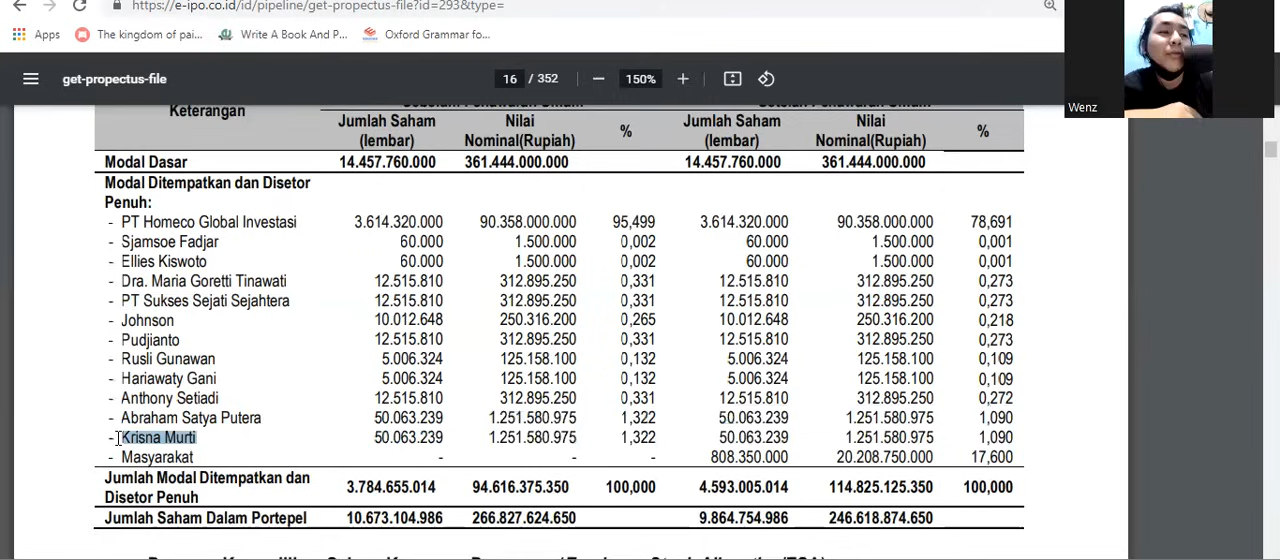 https://e-ipo.co.id/id/pipeline/get-propectus-file?id=293&type=
Apps The kingdom of pai... Write A Book And P... Oxford Grammar fo...
get-propectus-file 16 / 352 150%
Wenz
Keterangan
Jumlah Saham (lembar) Nilai Nominal(Rupiah) % Jumlah Saham (lembar) Nilai Nominal(Rupiah) %
Modal Dasar 14.457.760.000 361.444.000.000 14.457.760.000 361.444.000.000
Modal Ditempatkan dan Disetor
Penuh:
- PT Homeco Global Investasi 3.614.320.000 90.358.000.000 95,499 3.614.320.000 90.358.000.000 78,691
- Sjamsoe Fadjar 60.000 1.500.000 0,002 60.000 1.500.000 0,001
- Ellies Kiswoto 60.000 1.500.000 0,002 60.000 1.500.000 0,001
- Dra. Maria Goretti Tinawati 12.515.810 312.895.250 0,331 12.515.810 312.895.250 0,273
- PT Sukses Sejati Sejahtera 12.515.810 312.895.250 0,331 12.515.810 312.895.250 0,273
- Johnson 10.012.648 250.316.200 0,265 10.012.648 250.316.200 0,218
- Pudjianto 12.515.810 312.895.250 0,331 12.515.810 312.895.250 0,273
- Rusli Gunawan 5.006.324 125.158.100 0,132 5.006.324 125.158.100 0,109
- Hariawaty Gani 5.006.324 125.158.100 0,132 5.006.324 125.158.100 0,109
- Anthony Setiadi 12.515.810 312.895.250 0,331 12.515.810 312.895.250 0,272
- Abraham Satya Putera 50.063.239 1.251.580.975 1,322 50.063.239 1.251.580.975 1,090
- Krisna Murti 50.063.239 1.251.580.975 1,322 50.063.239 1.251.580.975 1,090
- Masyarakat - - - 808.350.000 20.208.750.000 17,600
Jumlah Modal Ditempatkan dan
Disetor Penuh 3.784.655.014 94.616.375.350 100,000 4.593.005.014 114.825.125.350 100,000
Jumlah Saham Dalam Portepel 10.673.104.986 266.827.624.650 9.864.754.986 246.618.874.650